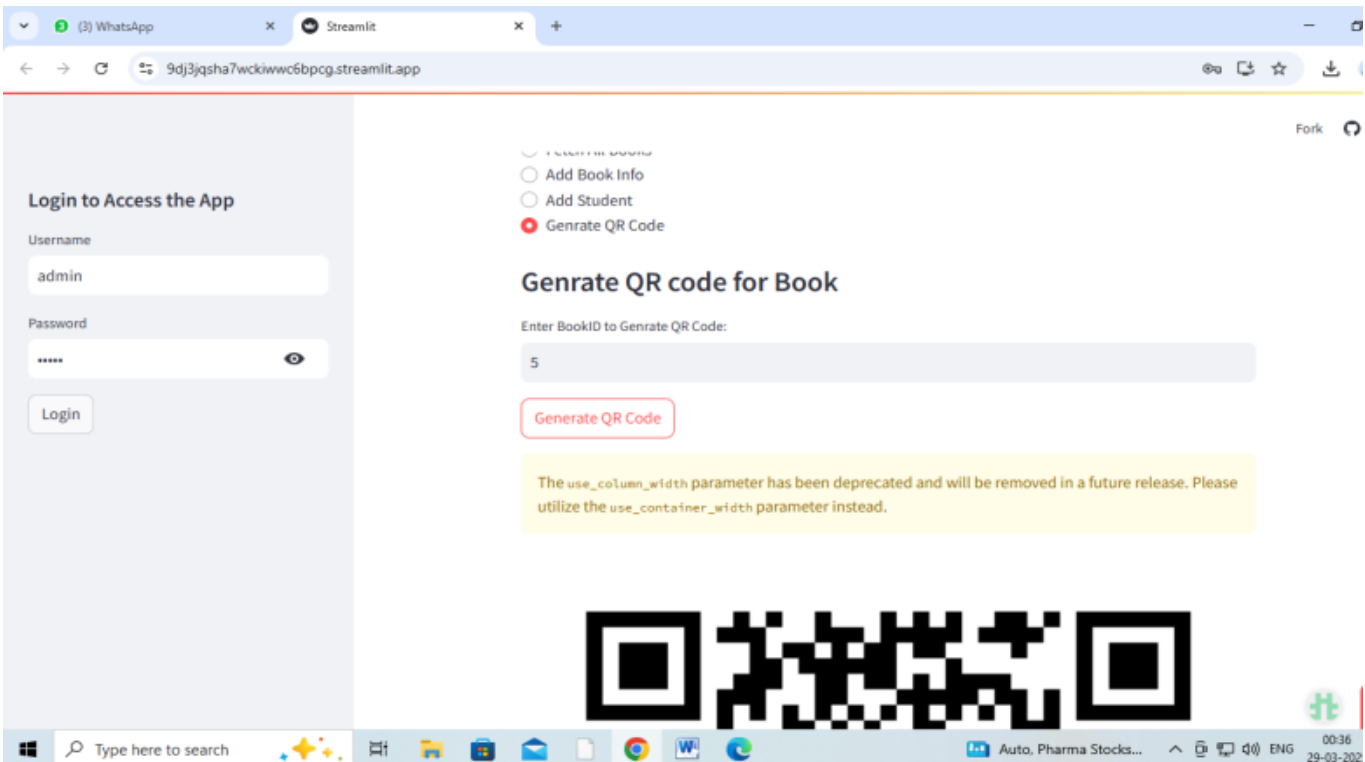 (3) WhatsApp
Streamlit
9dj3jqsha7wckiwwc6bpcg.streamlit.app
Fork
Login to Access the App
Username
admin
Password
Login
Fetch All Books
Add Book Info
Add Student
Genrate QR Code
Genrate QR code for Book
Enter BookID to Genrate QR Code:
5
Generate QR Code
The use_column_width parameter has been deprecated and will be removed in a future release. Please
utilize the use_container_width parameter instead.
Type here to search
Auto, Pharma Stocks...
ENG
00:36
29-03-202